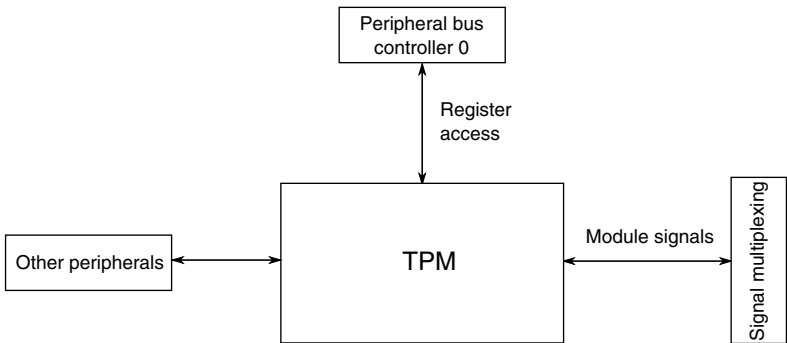 Peripheral bus
controller 0
Register
access
Other peripherals
TPM
Module signals
Signal multiplexing